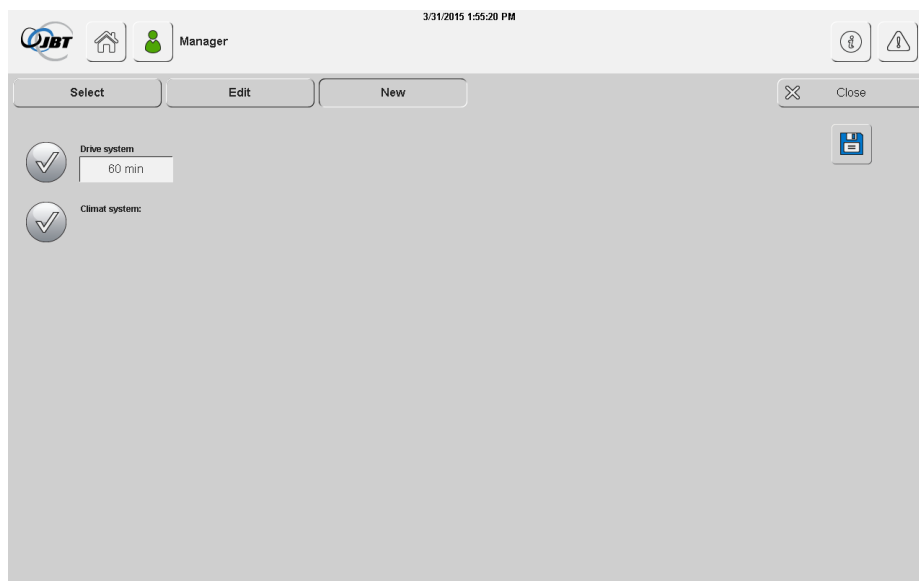 3/31/2015 1:55:20 PM
JBT
Manager
Select
Edit
New
Close
Drive system
60 min
Climat system: